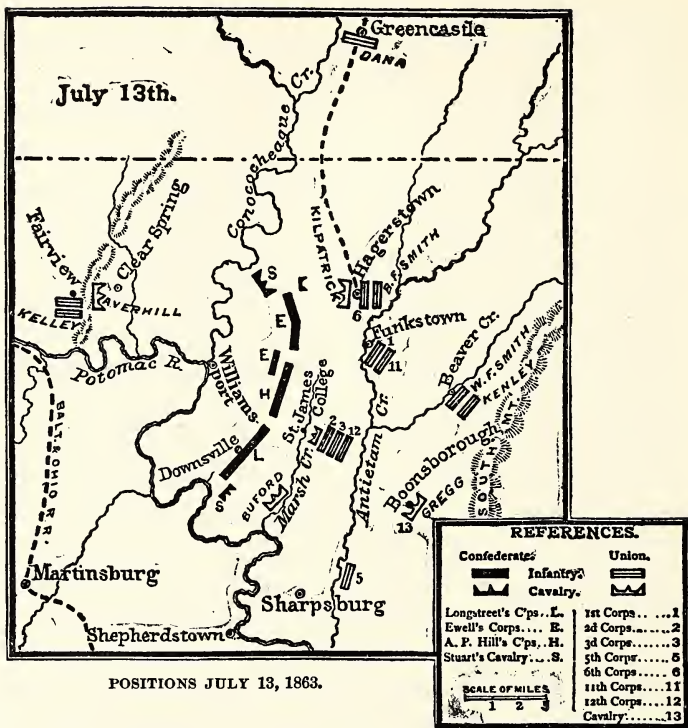 Greencastle
DANA
July 13th.
Conococheague Cr.
Fairview
Clear Spring
KELLEY
AVERHILL
KILPATRICK
Hagerstown
B.F. SMITH
6
S
E
E
H
L
S
Funkstown
1
11
Potomac R.
Williams-
port
BALT. & OHIO R.R.
Beaver Cr.
W.F. SMITH
KENLEY
St. James
College
2 3 12
Downsville
BUFORD
Marsh Cr.
Antietam Cr.
Boonsborough
GREGG
13
SOUTH MT.
5
Martinsburg
Sharpsburg
Shepherdstown
REFERENCES.
Confederate. Union.
Infantry.
Cavalry.
Longstreet's C'ps..L.
Ewell's Corps.... E.
A. P. Hill's C'ps, H.
Stuart's Cavalry... S.
SCALE OF MILES
1 2 3
1st Corps.....1
2d Corps......2
3d Corps.....3
5th Corps.....5
6th Corps.....6
11th Corps....11
12th Corps....12
Cavalry.....13
POSITIONS JULY 13, 1863.